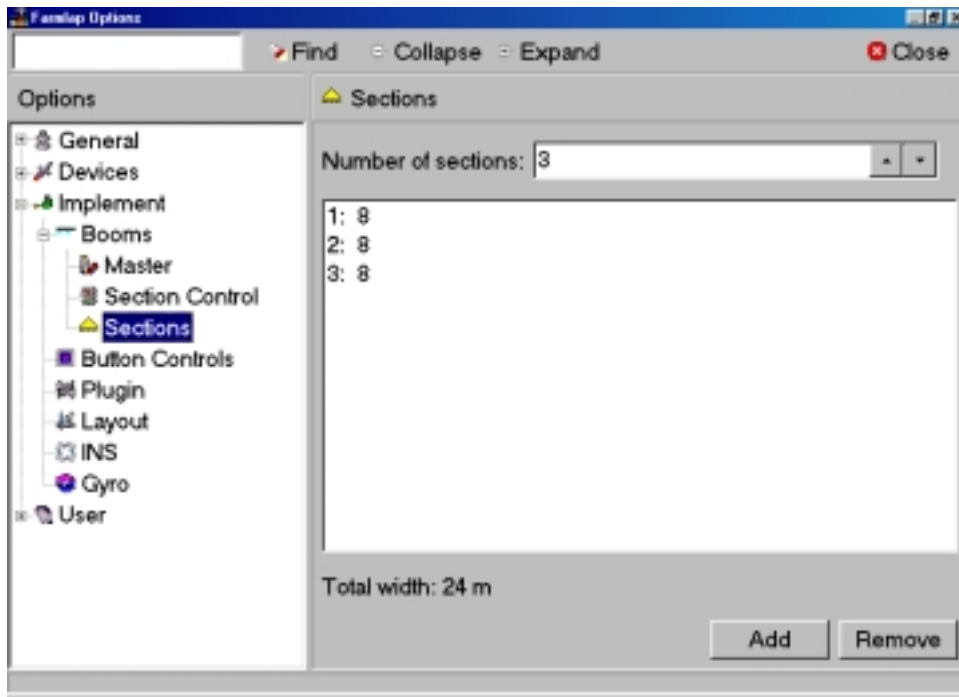 Farmlap Options
Find Collapse Expand Close
Options
Sections
General
Devices
Implement
Booms
Master
Section Control
Sections
Button Controls
Plugin
Layout
INS
Gyro
User
Number of sections: 3
1: 8
2: 8
3: 8
Total width: 24 m
Add Remove